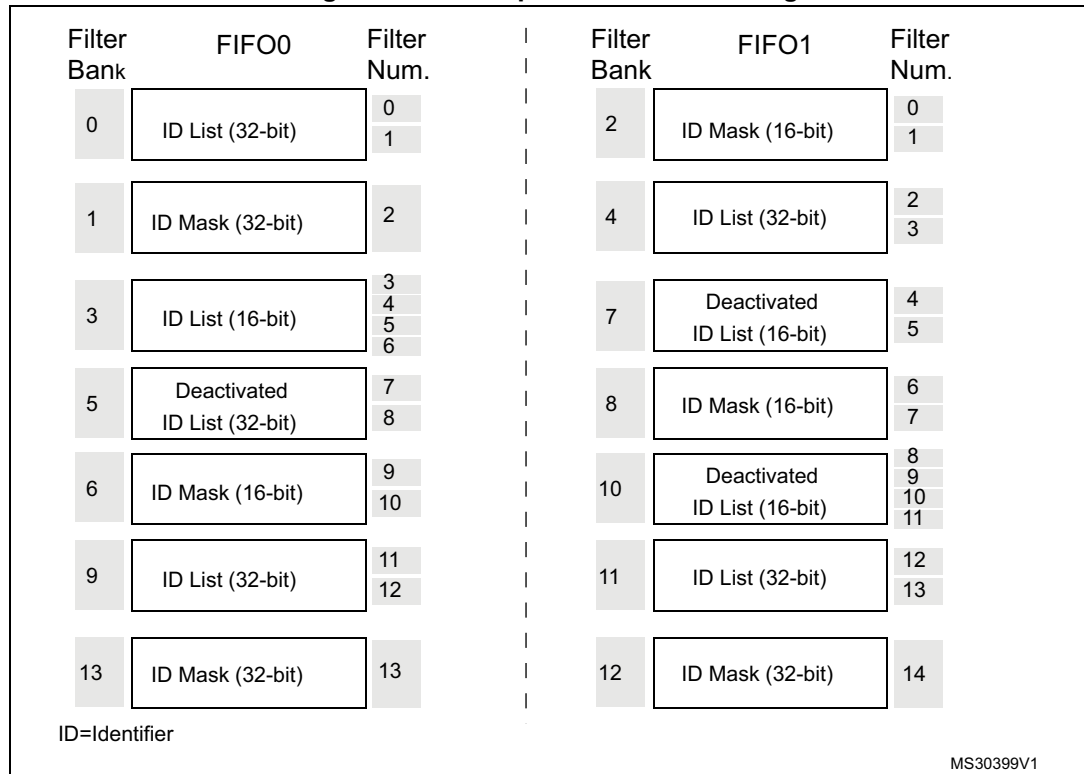 Filter Bank FIFO0 Filter Num.
0 ID List (32-bit) 0 1
1 ID Mask (32-bit) 2
3 ID List (16-bit) 3 4 5 6
5 Deactivated ID List (32-bit) 7 8
6 ID Mask (16-bit) 9 10
9 ID List (32-bit) 11 12
13 ID Mask (32-bit) 13
Filter Bank FIFO1 Filter Num.
2 ID Mask (16-bit) 0 1
4 ID List (32-bit) 2 3
7 Deactivated ID List (16-bit) 4 5
8 ID Mask (16-bit) 6 7
10 Deactivated ID List (16-bit) 8 9 10 11
11 ID List (32-bit) 12 13
12 ID Mask (32-bit) 14
ID=Identifier
MS30399V1